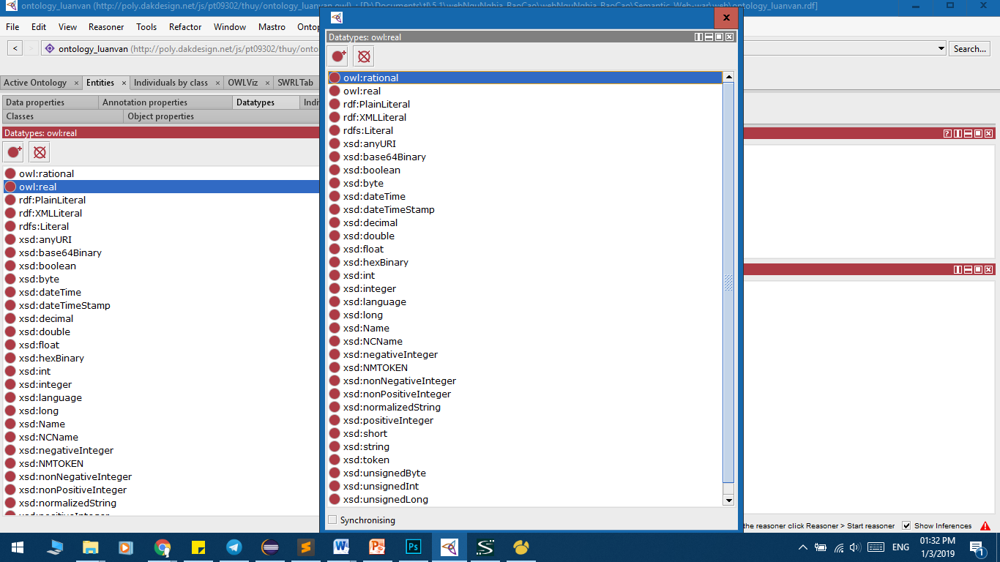 ontology_luanvan (http://poly.dakdesign.net/js/pt09302/thuy/ontology_luanvan.owl) : [D:\Documents\tl\5.1\webNguNghia_BaoCao\webNguNghia_BaoCao\Semantic_Web-war\web\ontology_luanvan.rdf]
File Edit View Reasoner Tools Refactor Window Mastro Ontop
< > ontology_luanvan (http://poly.dakdesign.net/js/pt09302/thuy/onto Search...
Active Ontology × Entities × Individuals by class × OWLViz × SWRLTab
Data properties Annotation properties Datatypes Indi
Classes Object properties
Datatypes: owl:real
owl:rational
owl:real
rdf:PlainLiteral
rdf:XMLLiteral
rdfs:Literal
xsd:anyURI
xsd:base64Binary
xsd:boolean
xsd:byte
xsd:dateTime
xsd:dateTimeStamp
xsd:decimal
xsd:double
xsd:float
xsd:hexBinary
xsd:int
xsd:integer
xsd:language
xsd:long
xsd:Name
xsd:NCName
xsd:negativeInteger
xsd:NMTOKEN
xsd:nonNegativeInteger
xsd:nonPositiveInteger
xsd:normalizedString
xsd:positiveInteger
Datatypes: owl:real
owl:rational
owl:real
rdf:PlainLiteral
rdf:XMLLiteral
rdfs:Literal
xsd:anyURI
xsd:base64Binary
xsd:boolean
xsd:byte
xsd:dateTime
xsd:dateTimeStamp
xsd:decimal
xsd:double
xsd:float
xsd:hexBinary
xsd:int
xsd:integer
xsd:language
xsd:long
xsd:Name
xsd:NCName
xsd:negativeInteger
xsd:NMTOKEN
xsd:nonNegativeInteger
xsd:nonPositiveInteger
xsd:normalizedString
xsd:positiveInteger
xsd:short
xsd:string
xsd:token
xsd:unsignedByte
xsd:unsignedInt
xsd:unsignedLong
Synchronising
the reasoner click Reasoner > Start reasoner Show Inferences
ENG 01:32 PM
1/3/2019
1